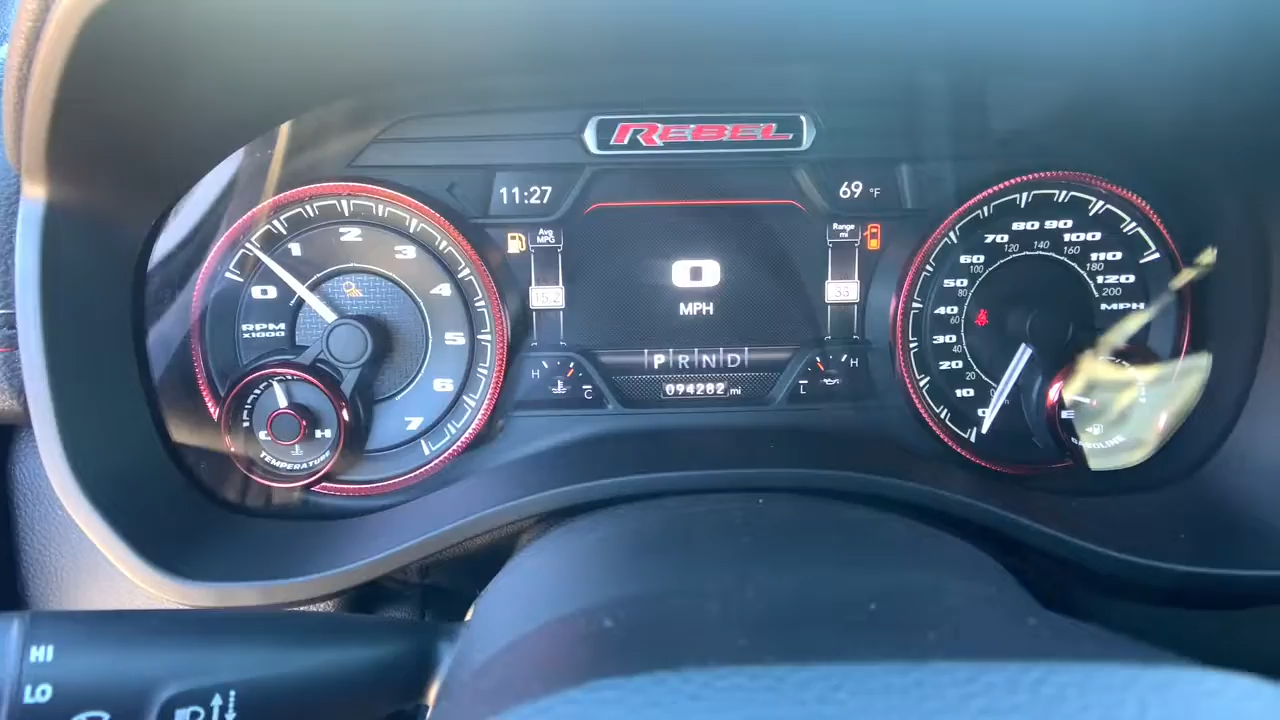 REBEL
11:27
69 °F
Avg
MPG
15.2
Range
mi
33
0
MPH
P R N D
094282 mi
H
C
L
H
0
1
2
3
4
5
6
7
RPM
x1000
C
H
TEMPERATURE
0
10
20
30
40
50
60
70
80
90
100
110
120
MPH
20
40
60
80
100
120
140
160
180
200
E
GASOLINE
HI
LO